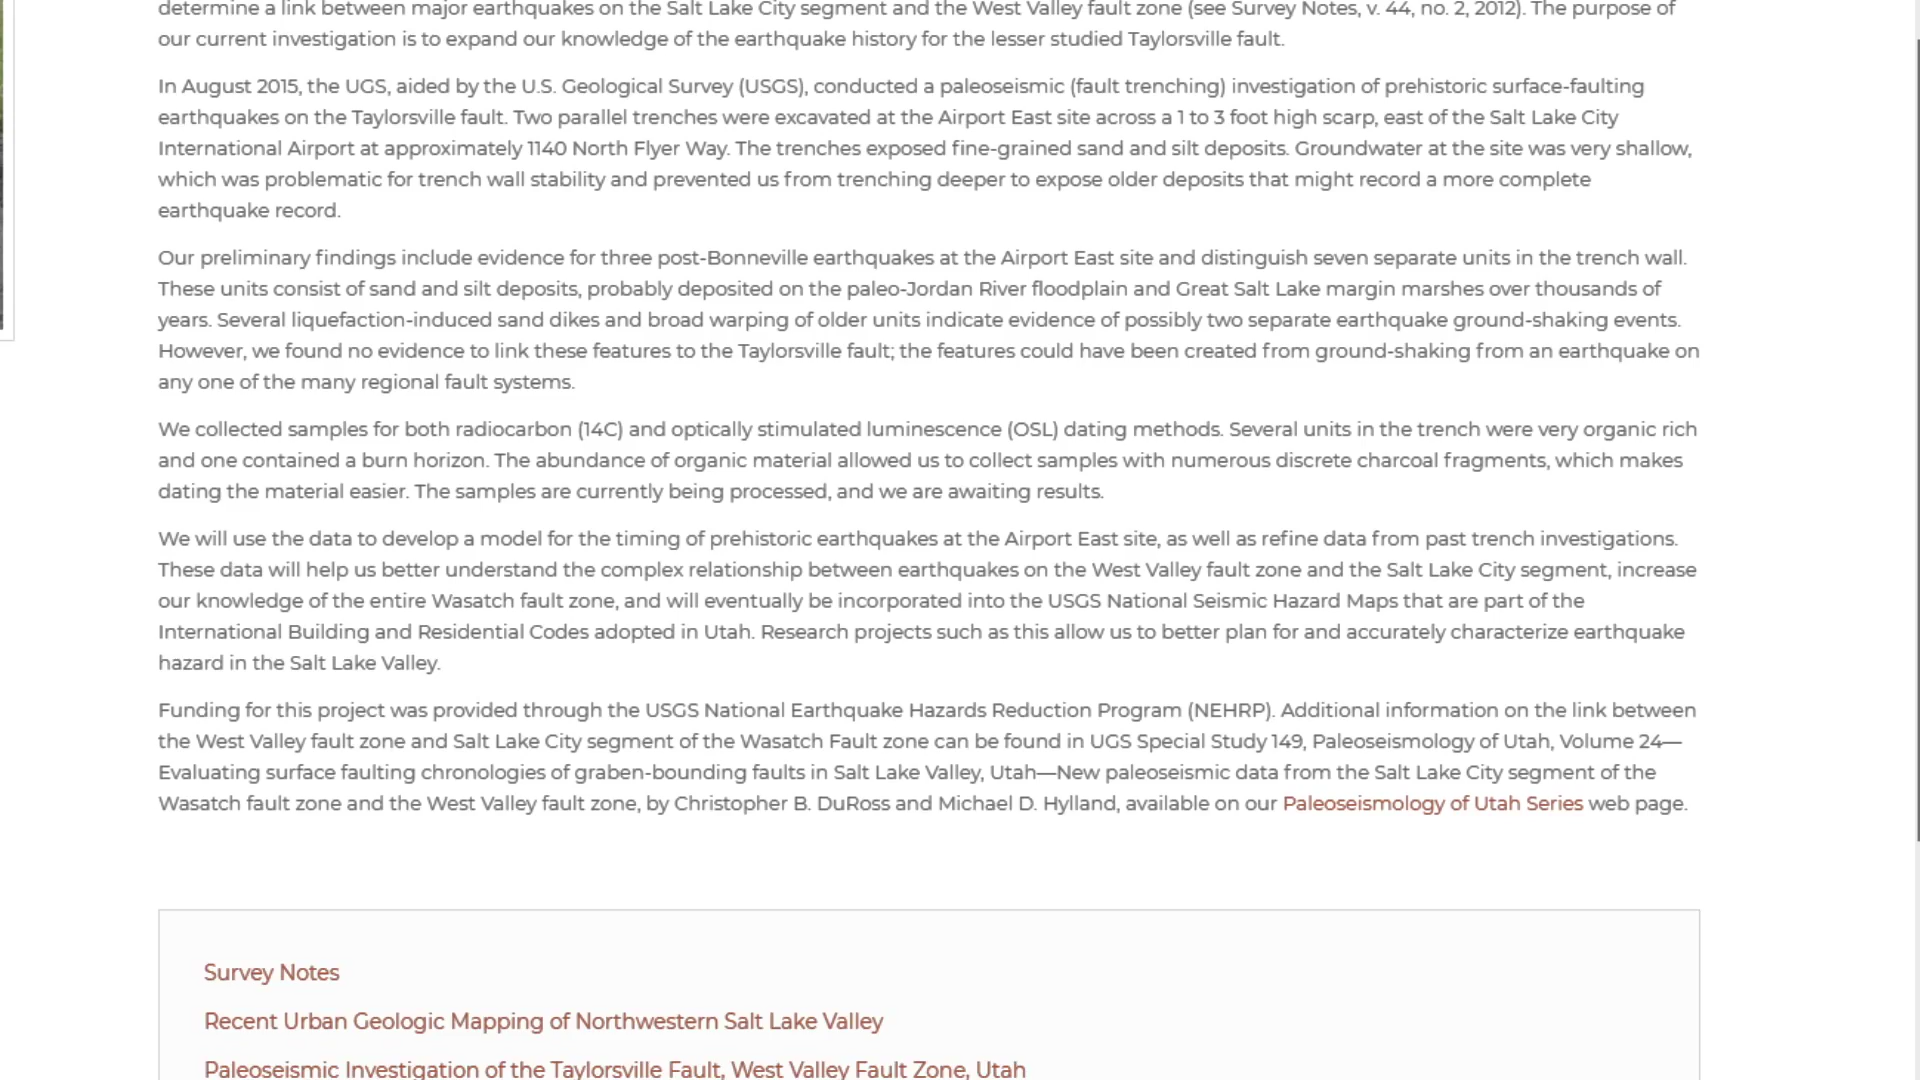 determine a link between major earthquakes on the Salt Lake City segment and the West Valley fault zone (see Survey Notes, v. 44, no. 2, 2012). The purpose of
our current investigation is to expand our knowledge of the earthquake history for the lesser studied Taylorsville fault.
In August 2015, the UGS, aided by the U.S. Geological Survey (USGS), conducted a paleoseismic (fault trenching) investigation of prehistoric surface-faulting
earthquakes on the Taylorsville fault. Two parallel trenches were excavated at the Airport East site across a 1 to 3 foot high scarp, east of the Salt Lake City
International Airport at approximately 1140 North Flyer Way. The trenches exposed fine-grained sand and silt deposits. Groundwater at the site was very shallow,
which was problematic for trench wall stability and prevented us from trenching deeper to expose older deposits that might record a more complete
earthquake record.
Our preliminary findings include evidence for three post-Bonneville earthquakes at the Airport East site and distinguish seven separate units in the trench wall.
These units consist of sand and silt deposits, probably deposited on the paleo-Jordan River floodplain and Great Salt Lake margin marshes over thousands of
years. Several liquefaction-induced sand dikes and broad warping of older units indicate evidence of possibly two separate earthquake ground-shaking events.
However, we found no evidence to link these features to the Taylorsville fault; the features could have been created from ground-shaking from an earthquake on
any one of the many regional fault systems.
We collected samples for both radiocarbon (14C) and optically stimulated luminescence (OSL) dating methods. Several units in the trench were very organic rich
and one contained a burn horizon. The abundance of organic material allowed us to collect samples with numerous discrete charcoal fragments, which makes
dating the material easier. The samples are currently being processed, and we are awaiting results.
We will use the data to develop a model for the timing of prehistoric earthquakes at the Airport East site, as well as refine data from past trench investigations.
These data will help us better understand the complex relationship between earthquakes on the West Valley fault zone and the Salt Lake City segment, increase
our knowledge of the entire Wasatch fault zone, and will eventually be incorporated into the USGS National Seismic Hazard Maps that are part of the
International Building and Residential Codes adopted in Utah. Research projects such as this allow us to better plan for and accurately characterize earthquake
hazard in the Salt Lake Valley.
Funding for this project was provided through the USGS National Earthquake Hazards Reduction Program (NEHRP). Additional information on the link between
the West Valley fault zone and Salt Lake City segment of the Wasatch Fault zone can be found in UGS Special Study 149, Paleoseismology of Utah, Volume 24—
Evaluating surface faulting chronologies of graben-bounding faults in Salt Lake Valley, Utah—New paleoseismic data from the Salt Lake City segment of the
Wasatch fault zone and the West Valley fault zone, by Christopher B. DuRoss and Michael D. Hylland, available on our Paleoseismology of Utah Series web page.
Survey Notes
Recent Urban Geologic Mapping of Northwestern Salt Lake Valley
Paleoseismic Investigation of the Taylorsville Fault, West Valley Fault Zone, Utah